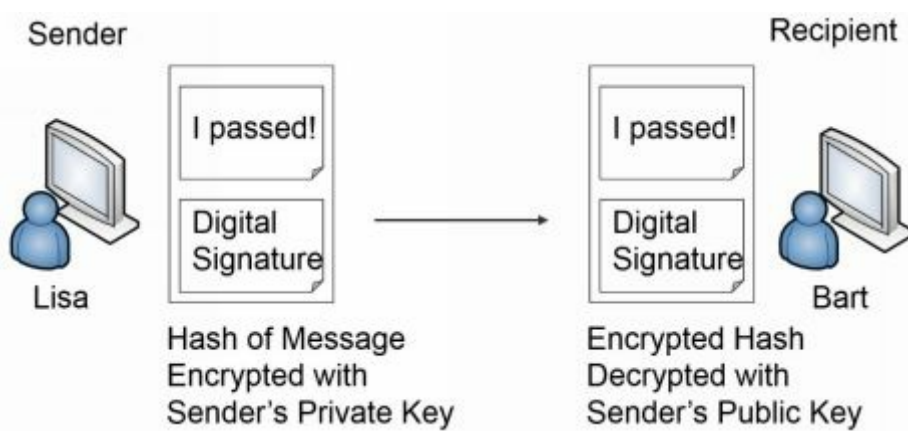 Sender
Recipient
I passed!
Digital
Signature
Lisa
Hash of Message
Encrypted with
Sender's Private Key
I passed!
Digital
Signature
Bart
Encrypted Hash
Decrypted with
Sender's Public Key